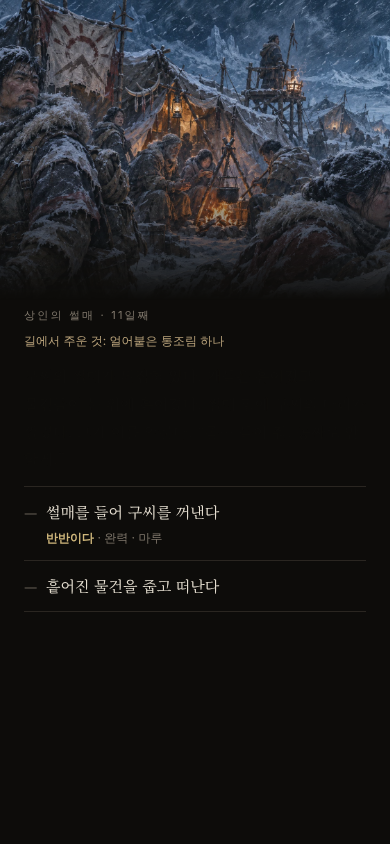 상인의 썰매 · 11일째
길에서 주운 것: 얼어붙은 통조림 하나
— 썰매를 들어 구씨를 꺼낸다
반반이다 · 완력 · 마루
— 흩어진 물건을 줍고 떠난다